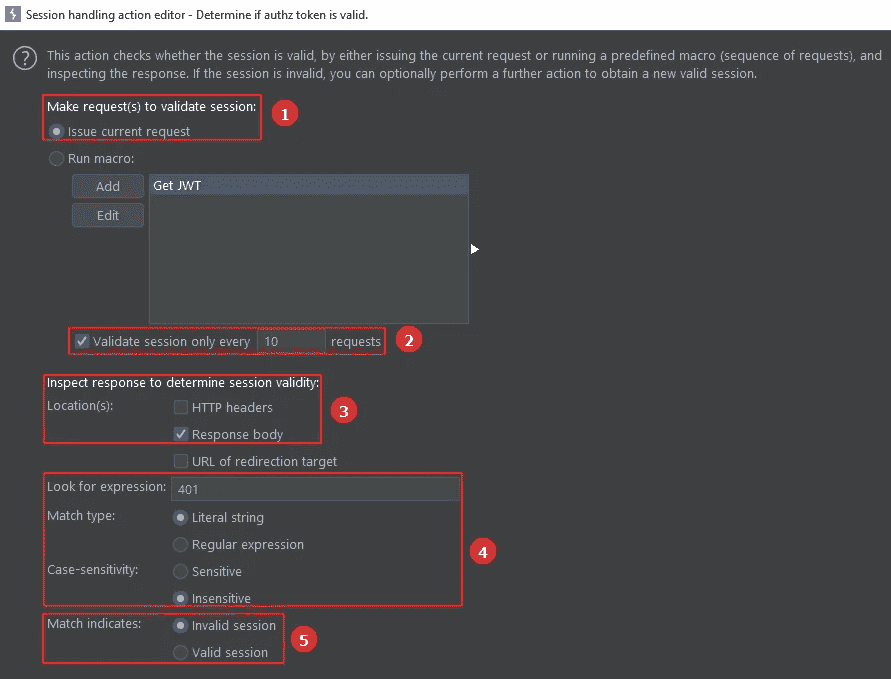 Session handling action editor - Determine if authz token is valid.
? This action checks whether the session is valid, by either issuing the current request or running a predefined macro (sequence of requests), and
inspecting the response. If the session is invalid, you can optionally perform a further action to obtain a new valid session.
Make request(s) to validate session:
1
Issue current request
Run macro:
Add Get JWT
Edit
Validate session only every 10 requests 2
Inspect response to determine session validity:
Location(s): HTTP headers 3
Response body
URL of redirection target
Look for expression: 401
Match type: Literal string
Regular expression 4
Case-sensitivity: Sensitive
Insensitive
Match indicates: Invalid session 5
Valid session